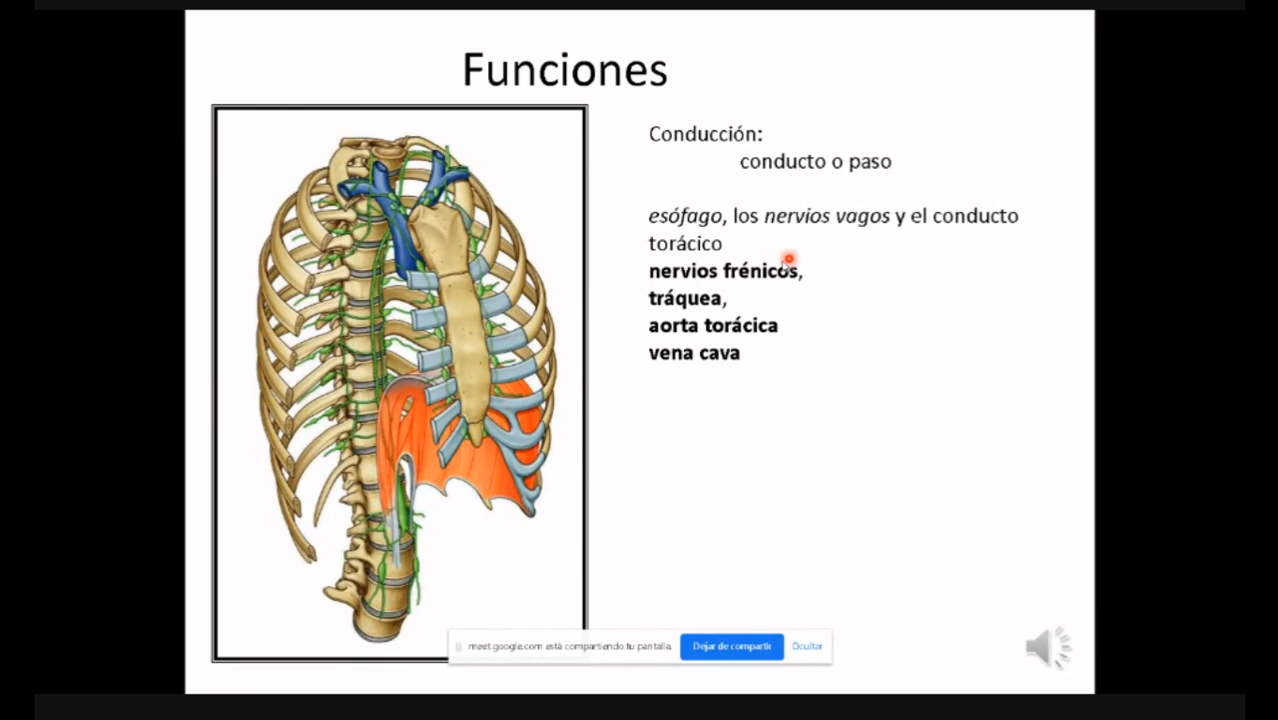 Funciones
Conducción:
conducto o paso
esófago, los nervios vagos y el conducto
torácico
nervios frénicos,
tráquea,
aorta torácica
vena cava
meet.google.com está compartiendo tu pantalla. Dejar de compartir Ocultar